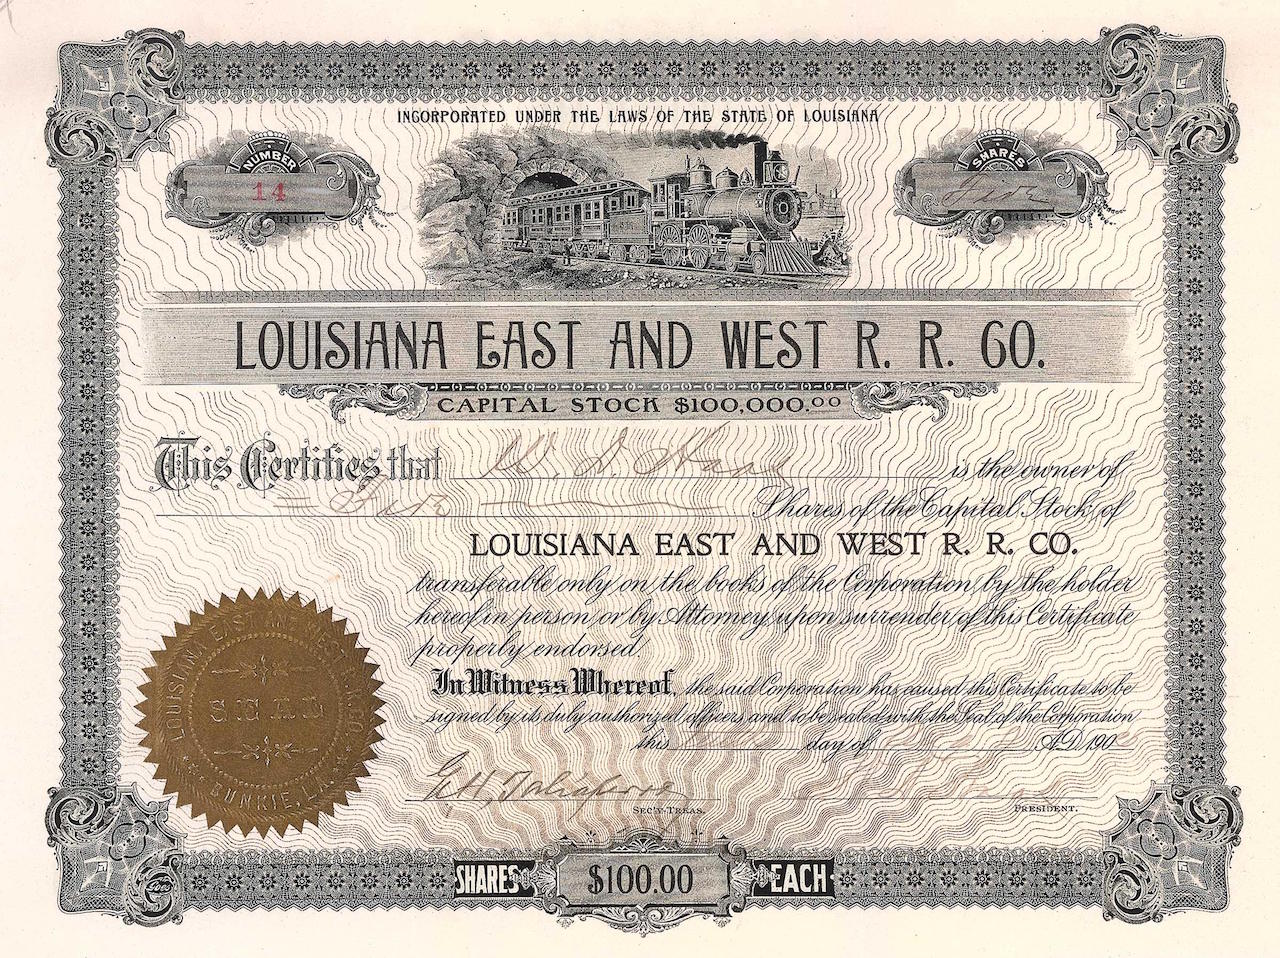 INCORPORATED UNDER THE LAWS OF THE STATE OF LOUISIANA
NUMBER
14
SHARES
Five
LOUISIANA EAST AND WEST R. R. CO.
CAPITAL STOCK $100,000.00
This Certifies that W is the owner of
Five Shares of the Capital Stock of
LOUISIANA EAST AND WEST R. R. CO.
transferable only on the books of the Corporation by the holder
hereof in person or by Attorney upon surrender of this Certificate
properly endorsed.
In Witness Whereof, the said Corporation has caused this Certificate to be
signed by its duly authorized officers and to be sealed with the Seal of the Corporation
this day of A.D. 190
LOUISIANA EAST AND WEST R. R. CO.
SEAL
BUNKIE, LA.
G.H. Taliaferro
SEC'Y-TREAS.
PRESIDENT.
SHARES $100.00 EACH